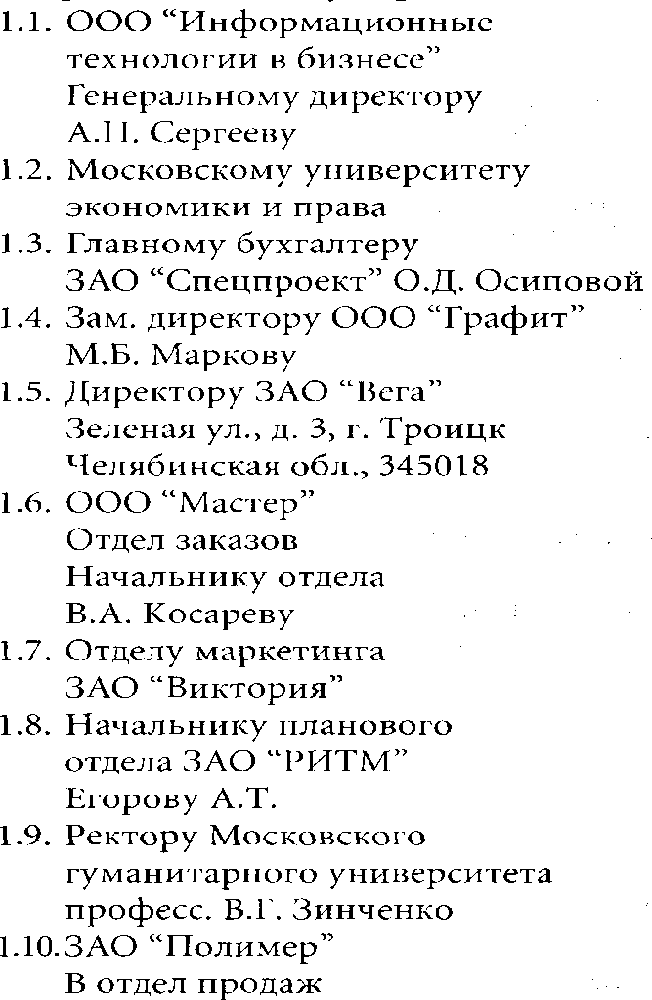 1.1. ООО “Информационные
технологии в бизнесе”
Генеральному директору
А.П. Сергееву
1.2. Московскому университету
экономики и права
1.3. Главному бухгалтеру
ЗАО “Спецпроект” О.Д. Осиповой
1.4. Зам. директору ООО “Графит”
М.Б. Маркову
1.5. Директору ЗАО “Вега”
Зеленая ул., д. 3, г. Троицк
Челябинская обл., 345018
1.6. ООО “Мастер”
Отдел заказов
Начальнику отдела
В.А. Косареву
1.7. Отделу маркетинга
ЗАО “Виктория”
1.8. Начальнику планового
отдела ЗАО “РИТМ”
Егорову А.Т.
1.9. Ректору Московского
гуманитарного университета
професс. В.Г. Зинченко
1.10. ЗАО “Полимер”
В отдел продаж